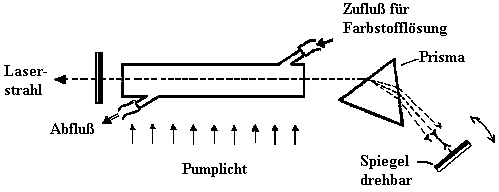 Zufluß für
Farbstofflösung
Prisma
Laser-
strahl
Abfluß
Pumplicht
Spiegel
drehbar